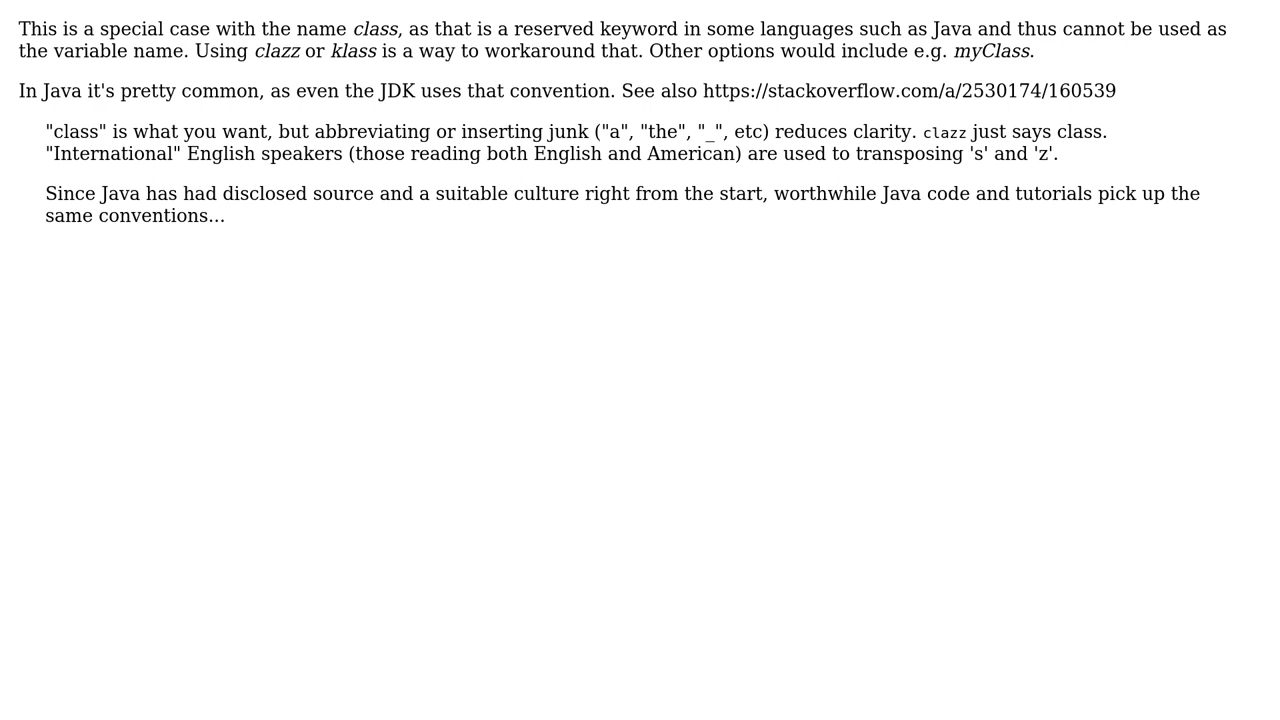 This is a special case with the name class, as that is a reserved keyword in some languages such as Java and thus cannot be used as
the variable name. Using clazz or klass is a way to workaround that. Other options would include e.g. myClass.
In Java it's pretty common, as even the JDK uses that convention. See also https://stackoverflow.com/a/2530174/160539
"class" is what you want, but abbreviating or inserting junk ("a", "the", "_", etc) reduces clarity. clazz just says class.
"International" English speakers (those reading both English and American) are used to transposing 's' and 'z'.
Since Java has had disclosed source and a suitable culture right from the start, worthwhile Java code and tutorials pick up the
same conventions...